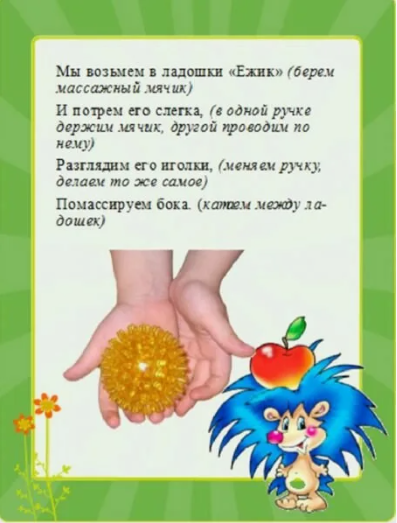 Мы возьмем в ладошки «Ежик» (берем
массажный мячик)
И потрем его слегка, (в одной ручке
держим мячик, другой проводим по
нему)
Разглядим его иголки, (меняем ручку,
делаем то же самое)
Помассируем бока. (катаем между ла-
дошек)